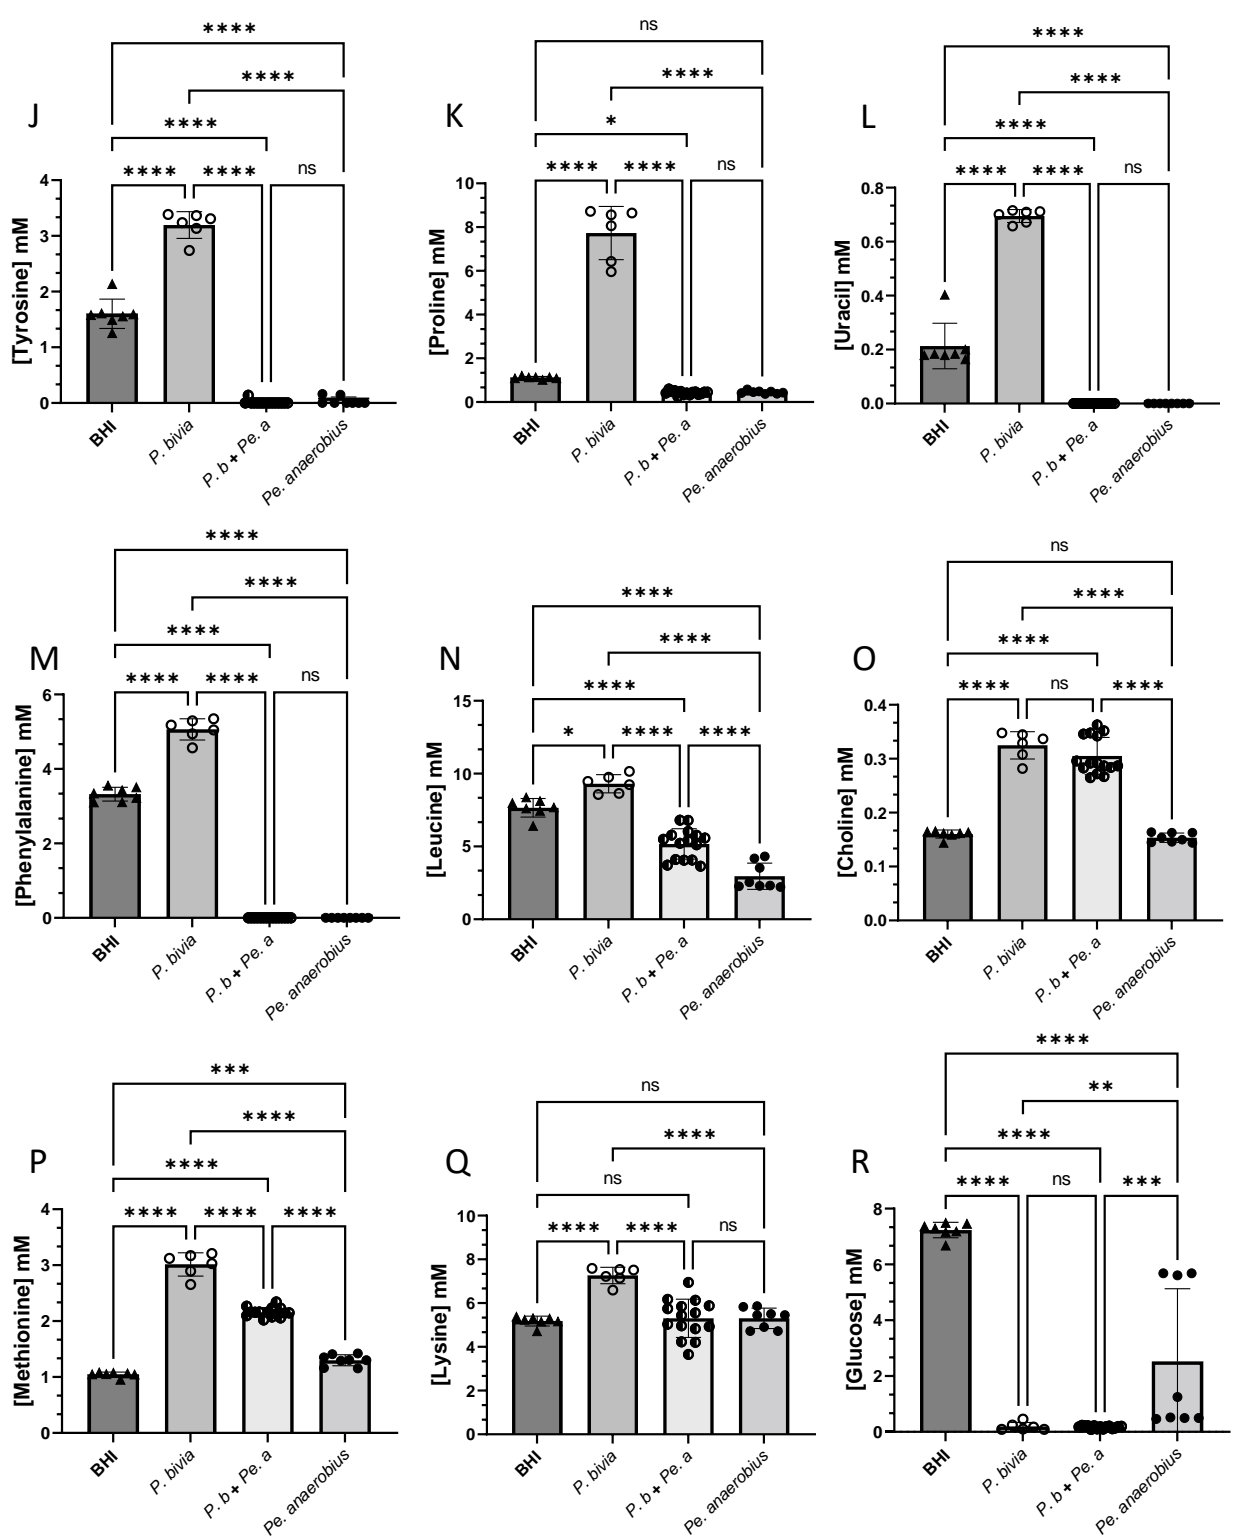 J
****
****
****
**** **** ns
[Tyrosine] mM
4
3
2
1
0
BHI
P. bivia
P. b + Pe. a
Pe. anaerobius
K
ns
****
*
**** **** ns
[Proline] mM
10
8
6
4
2
0
BHI
P. bivia
P. b + Pe. a
Pe. anaerobius
L
****
****
****
**** **** ns
[Uracil] mM
0.8
0.6
0.4
0.2
0.0
BHI
P. bivia
P. b + Pe. a
Pe. anaerobius
M
****
****
****
**** **** ns
[Phenylalanine] mM
6
4
2
0
BHI
P. bivia
P. b + Pe. a
Pe. anaerobius
N
****
****
****
* **** ****
[Leucine] mM
15
10
5
0
BHI
P. bivia
P. b + Pe. a
Pe. anaerobius
O
ns
****
****
**** ns ****
[Choline] mM
0.4
0.3
0.2
0.1
0.0
BHI
P. bivia
P. b + Pe. a
Pe. anaerobius
P
***
****
****
**** **** ****
[Methionine] mM
4
3
2
1
0
BHI
P. bivia
P. b + Pe. a
Pe. anaerobius
Q
ns
****
ns
**** **** ns
[Lysine] mM
10
8
6
4
2
0
BHI
P. bivia
P. b + Pe. a
Pe. anaerobius
R
****
**
****
**** ns ***
[Glucose] mM
8
6
4
2
0
BHI
P. bivia
P. b + Pe. a
Pe. anaerobius